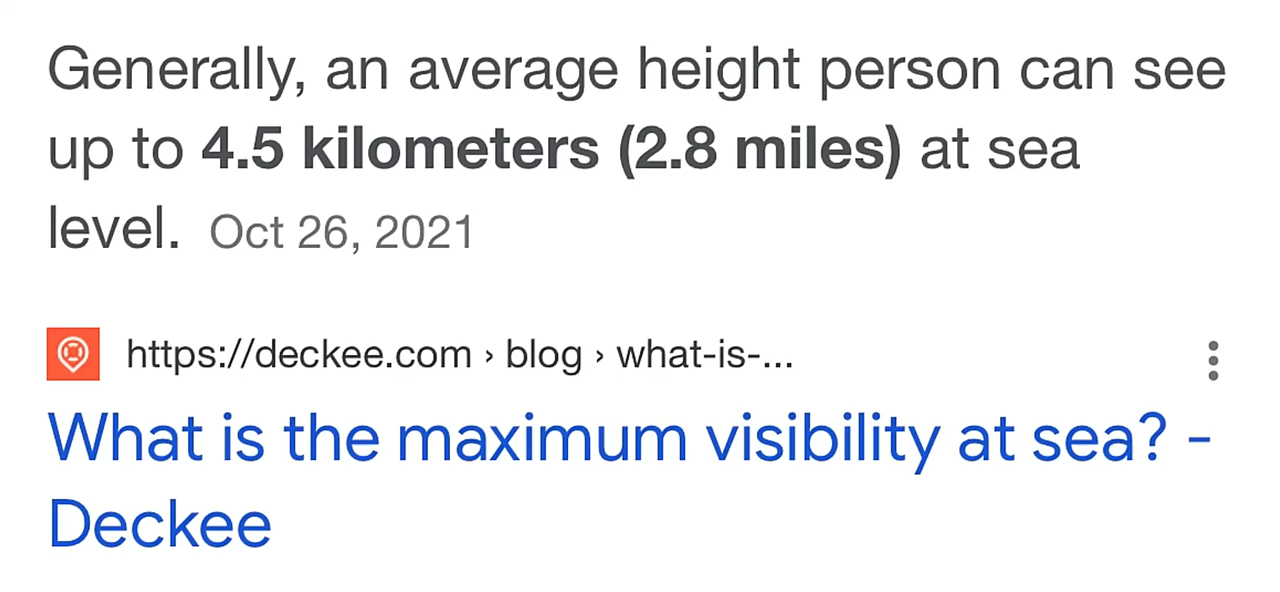 Generally, an average height person can see
up to 4.5 kilometers (2.8 miles) at sea
level. Oct 26, 2021
https://deckee.com › blog › what-is-...
What is the maximum visibility at sea? -
Deckee